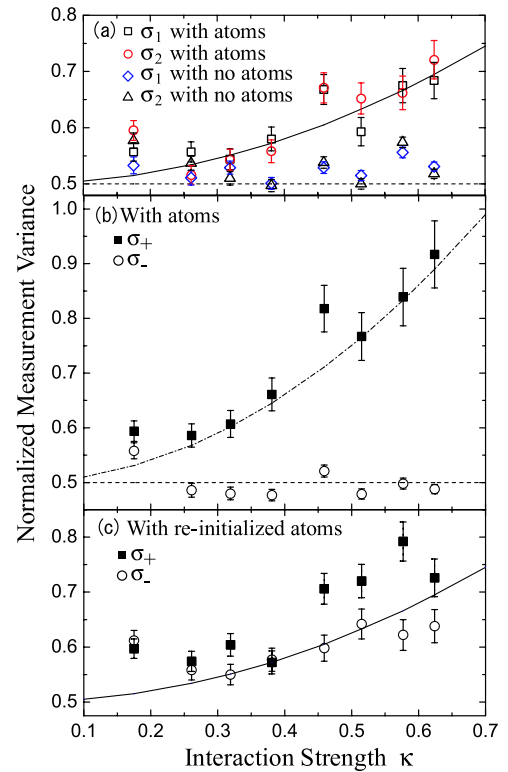 (a)
σ1 with atoms
σ2 with atoms
σ1 with no atoms
σ2 with no atoms
0.7
0.6
0.5
(b) With atoms
σ+
σ-
1.0
0.9
0.8
0.7
0.6
0.5
(c) With re-initialized atoms
σ+
σ-
0.8
0.7
0.6
0.5
0.1 0.2 0.3 0.4 0.5 0.6 0.7
Normalized Measurement Variance
Interaction Strength κ